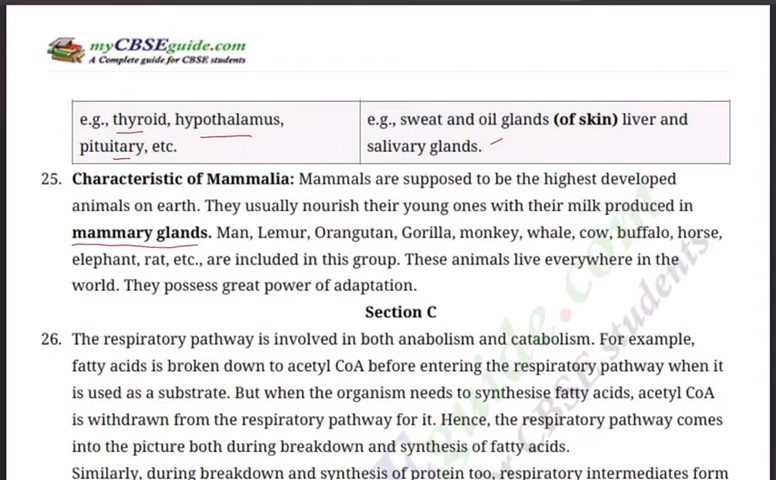 myCBSEguide.com
A Complete guide for CBSE students
e.g., thyroid, hypothalamus,
pituitary, etc.
e.g., sweat and oil glands (of skin) liver and
salivary glands.
25. Characteristic of Mammalia: Mammals are supposed to be the highest developed
animals on earth. They usually nourish their young ones with their milk produced in
mammary glands. Man, Lemur, Orangutan, Gorilla, monkey, whale, cow, buffalo, horse,
elephant, rat, etc., are included in this group. These animals live everywhere in the
world. They possess great power of adaptation.
Section C
26. The respiratory pathway is involved in both anabolism and catabolism. For example,
fatty acids is broken down to acetyl CoA before entering the respiratory pathway when it
is used as a substrate. But when the organism needs to synthesise fatty acids, acetyl CoA
is withdrawn from the respiratory pathway for it. Hence, the respiratory pathway comes
into the picture both during breakdown and synthesis of fatty acids.
Similarly, during breakdown and synthesis of protein too, respiratory intermediates form